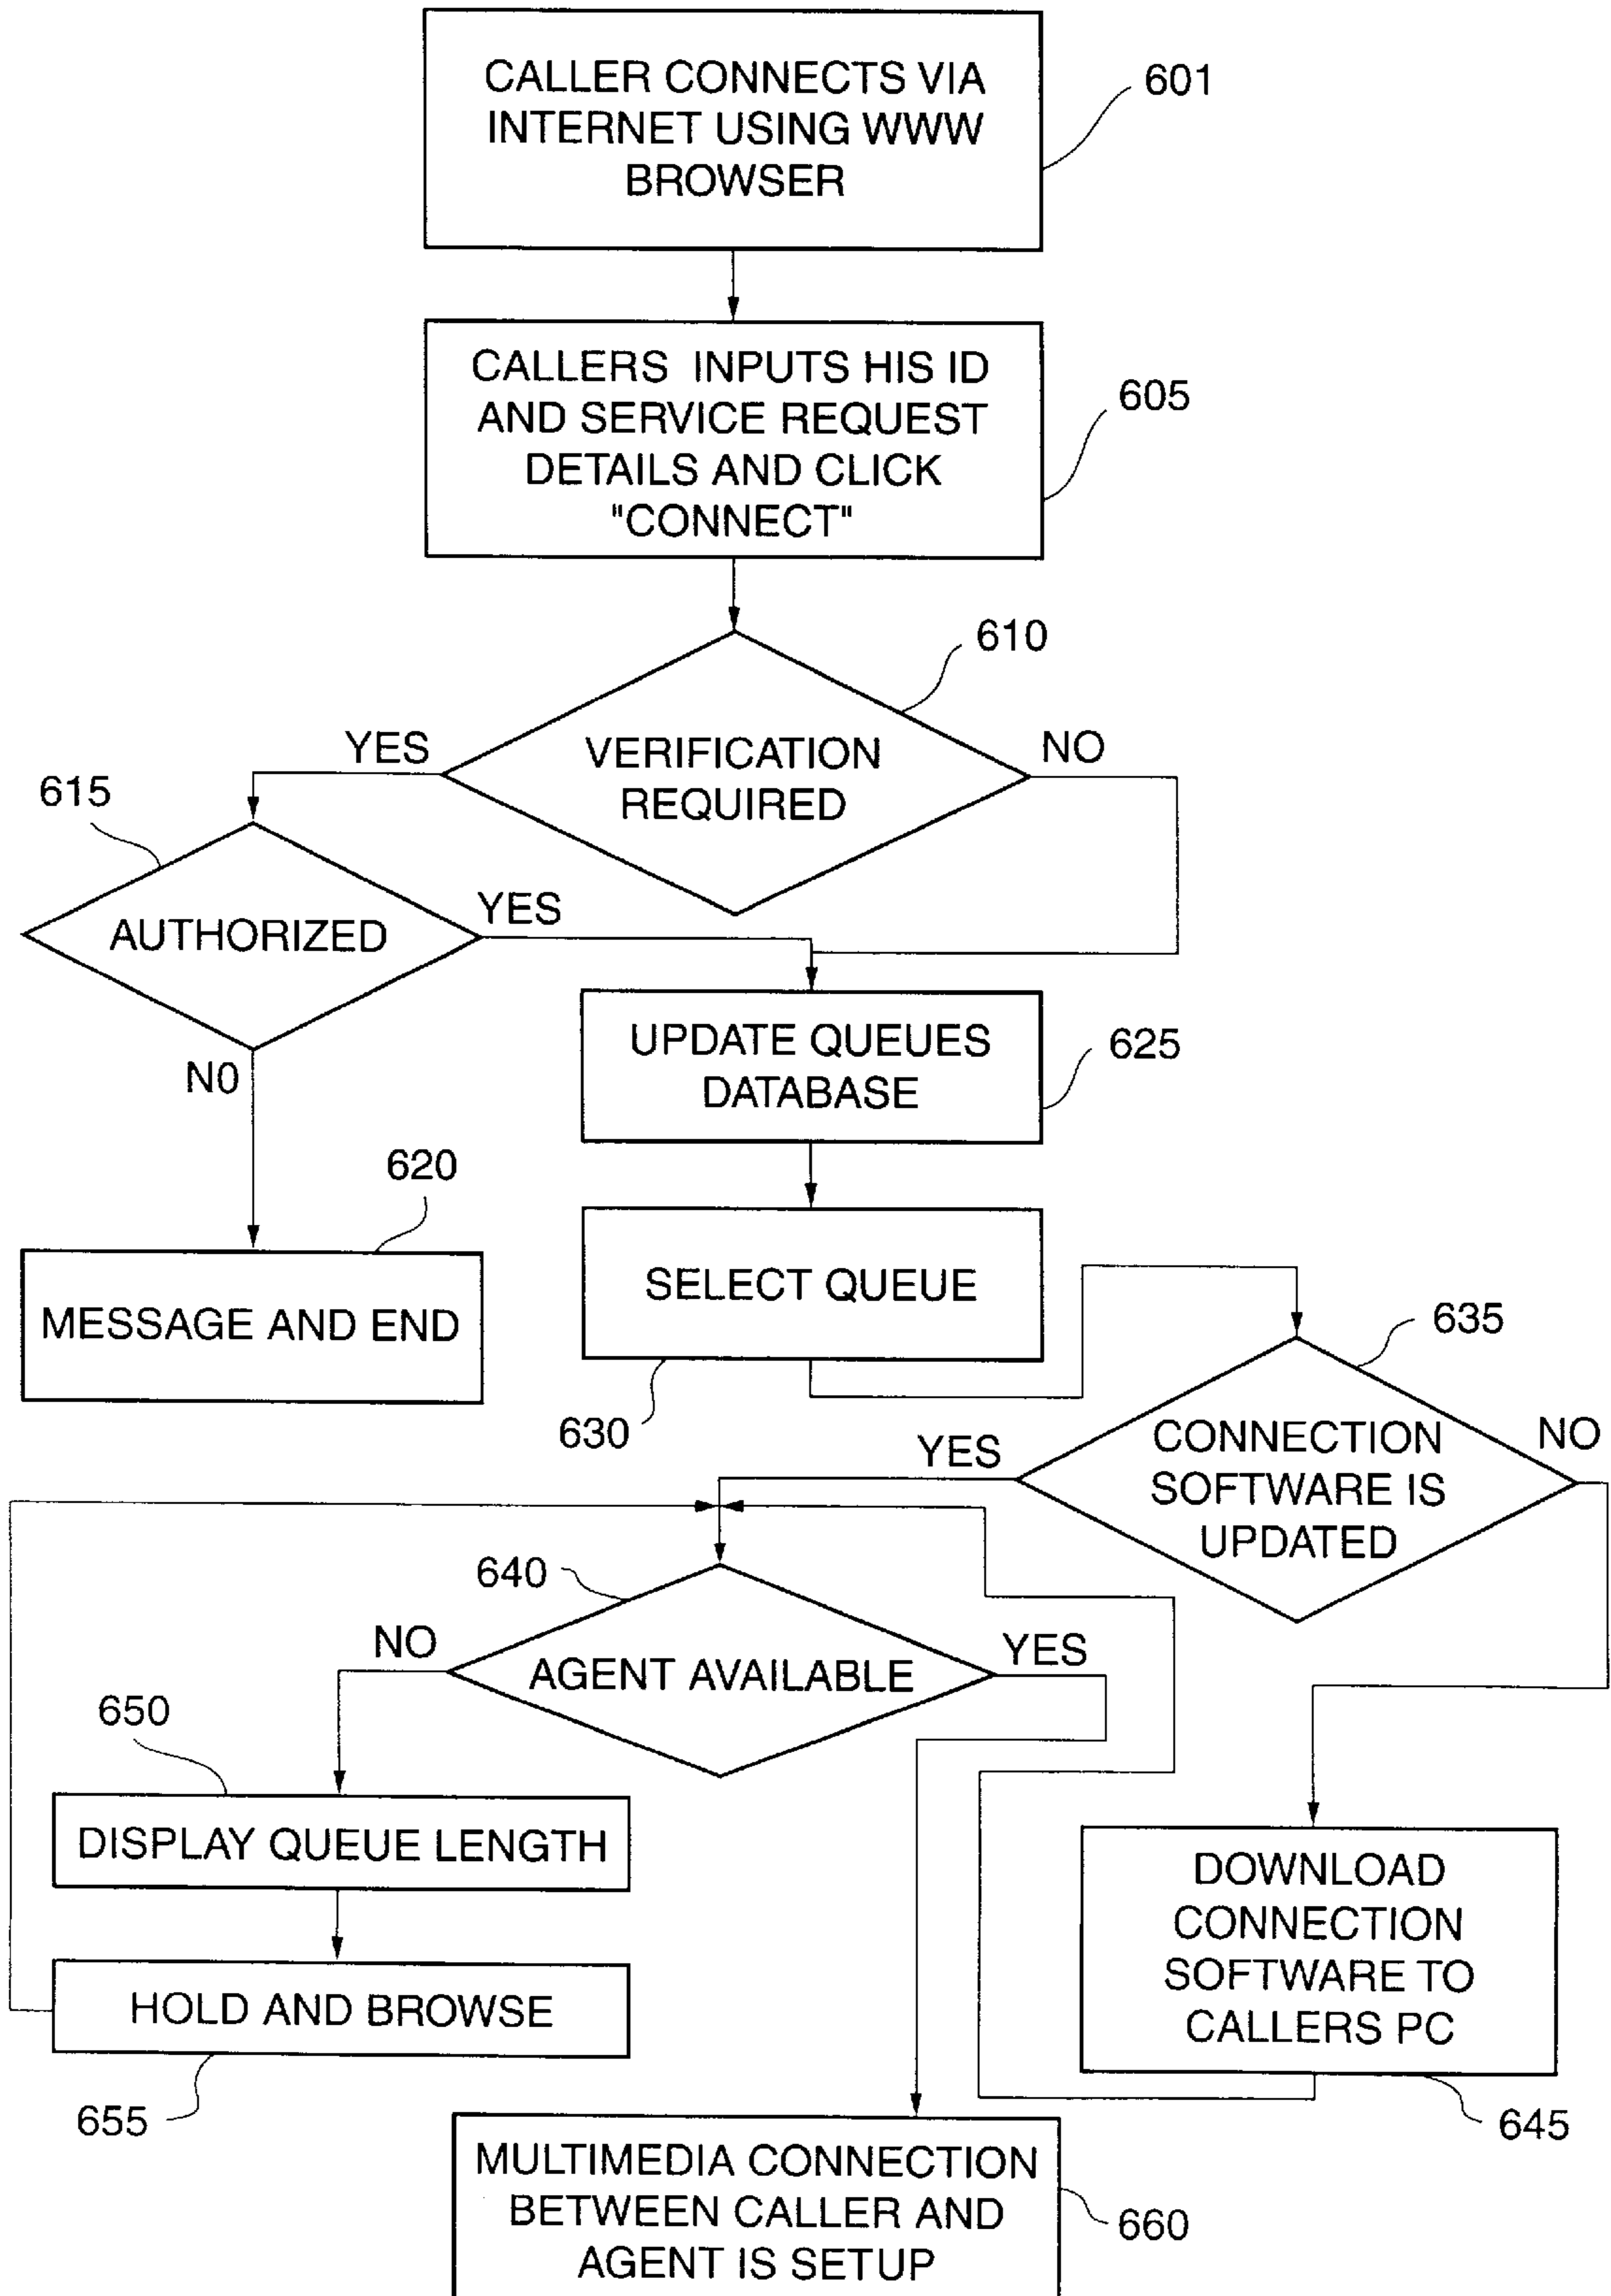 CALLER CONNECTS VIA
INTERNET USING WWW
BROWSER
601
CALLERS INPUTS HIS ID
AND SERVICE REQUEST
DETAILS AND CLICK
"CONNECT"
605
610
VERIFICATION
REQUIRED
YES
NO
615
AUTHORIZED
YES
N0
UPDATE QUEUES
DATABASE
625
620
MESSAGE AND END
SELECT QUEUE
630
635
CONNECTION
SOFTWARE IS
UPDATED
YES
NO
640
AGENT AVAILABLE
NO
YES
650
DISPLAY QUEUE LENGTH
HOLD AND BROWSE
655
DOWNLOAD
CONNECTION
SOFTWARE TO
CALLERS PC
645
MULTIMEDIA CONNECTION
BETWEEN CALLER AND
AGENT IS SETUP
660